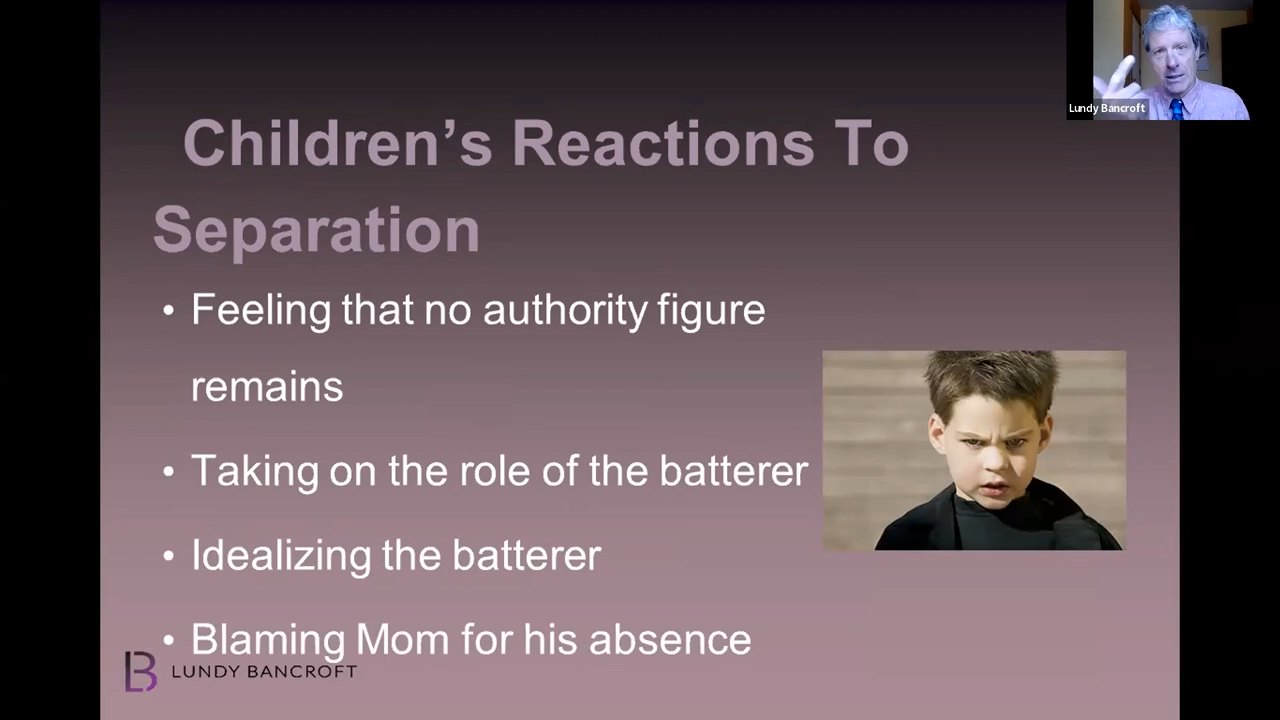 Lundy Bancroft
Children’s Reactions To
Separation
• Feeling that no authority figure
remains
• Taking on the role of the batterer
• Idealizing the batterer
• Blaming Mom for his absence
LB LUNDY BANCROFT